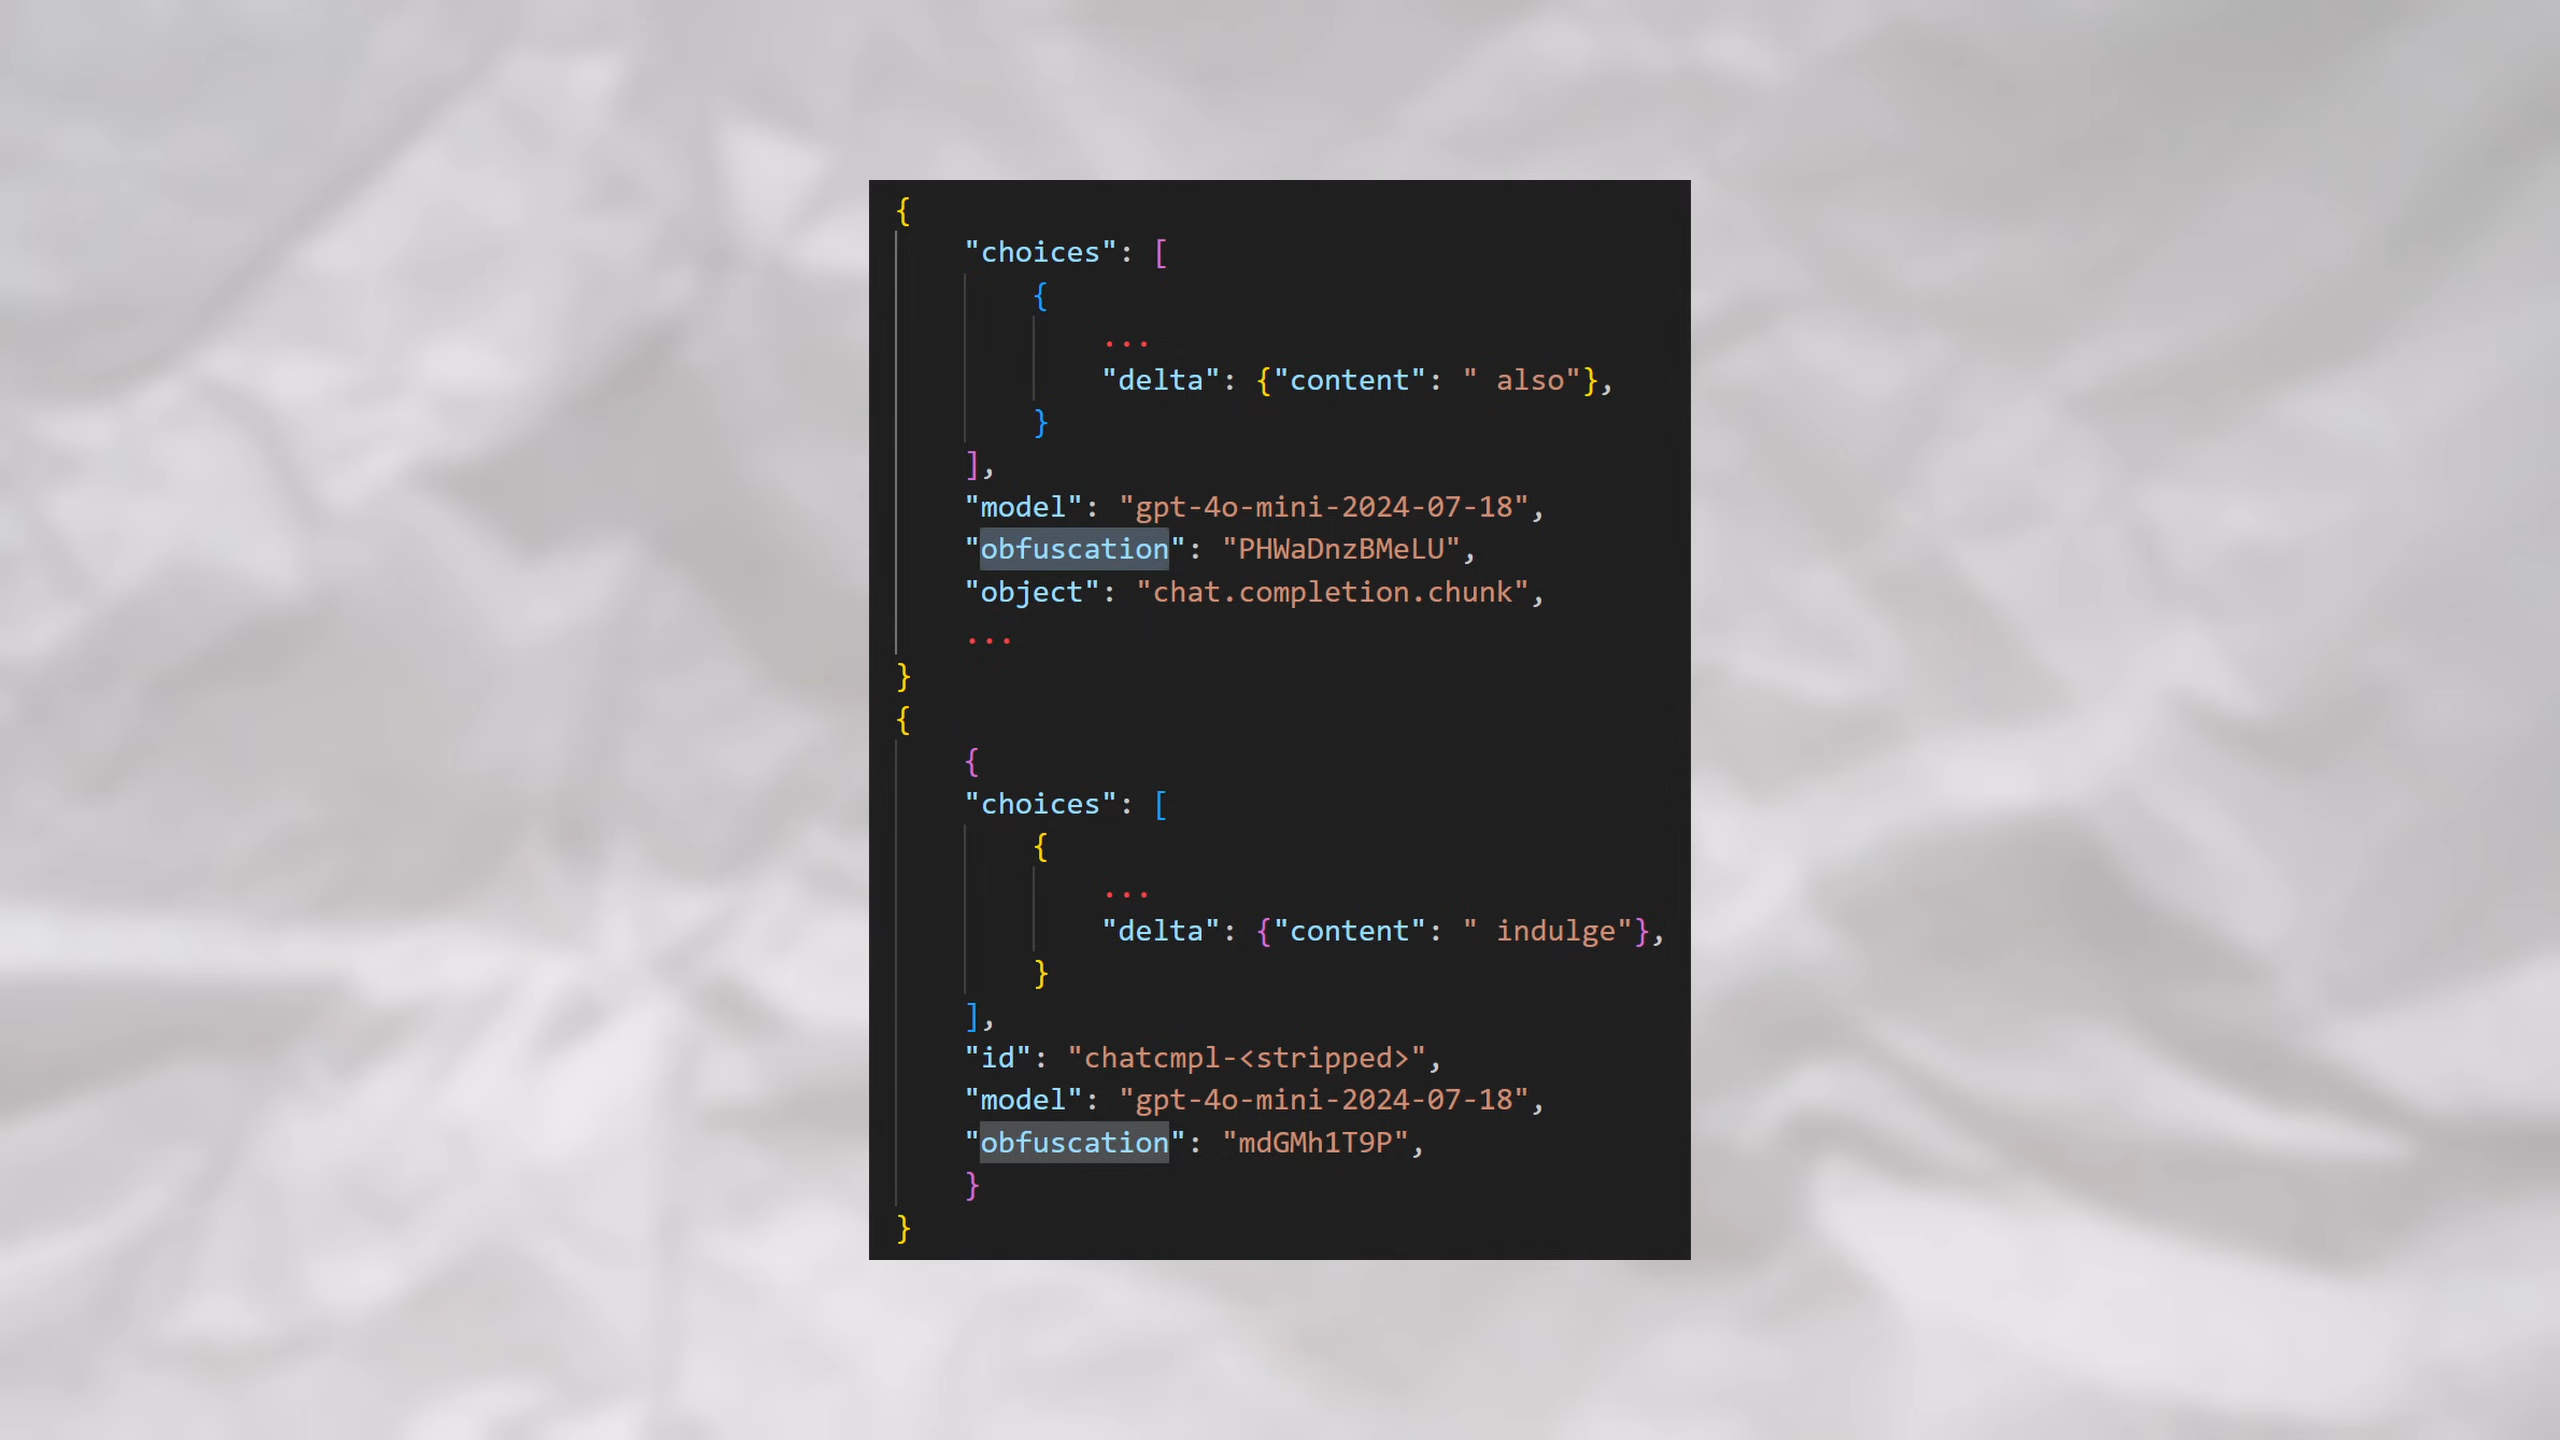 {
"choices": [
{
...
"delta": {"content": " also"},
}
],
"model": "gpt-4o-mini-2024-07-18",
"obfuscation": "PHWaDnzBMeLU",
"object": "chat.completion.chunk",
...
}
{
{
"choices": [
{
...
"delta": {"content": " indulge"},
}
],
"id": "chatcmpl-<stripped>",
"model": "gpt-4o-mini-2024-07-18",
"obfuscation": "mdGMh1T9P",
}
}